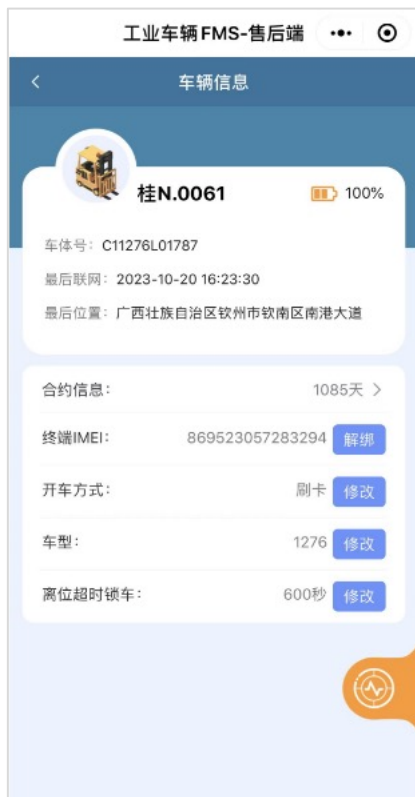 工业车辆FMS-售后端
车辆信息
桂N.0061 100%
车体号：C11276L01787
最后联网：2023-10-20 16:23:30
最后位置：广西壮族自治区钦州市钦南区南港大道
合约信息： 1085天
终端IMEI： 869523057283294 解绑
开车方式： 刷卡 修改
车型： 1276 修改
离位超时锁车： 600秒 修改